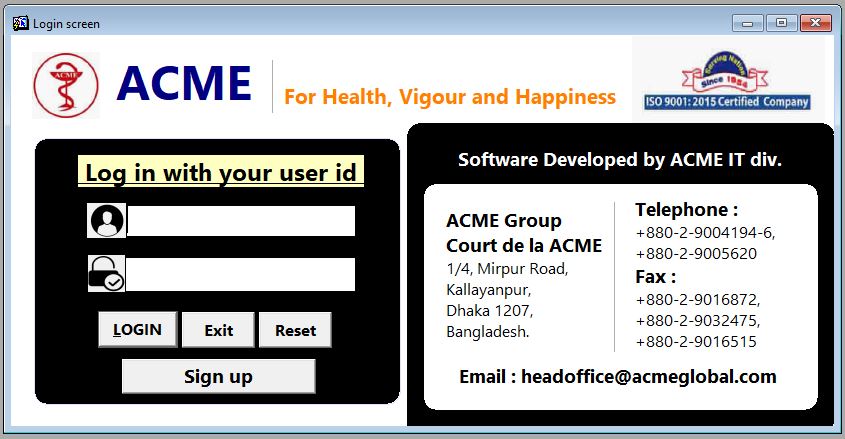 Login screen
ACME
ACME
For Health, Vigour and Happiness
Serving Nation
Since 1954
ISO 9001: 2015 Certified Company
Log in with your user id
LOGIN
Exit
Reset
Sign up
Software Developed by ACME IT div.
ACME Group
Court de la ACME
1/4, Mirpur Road,
Kallayanpur,
Dhaka 1207,
Bangladesh.
Telephone :
+880-2-9004194-6,
+880-2-9005620
Fax :
+880-2-9016872,
+880-2-9032475,
+880-2-9016515
Email : headoffice@acmeglobal.com